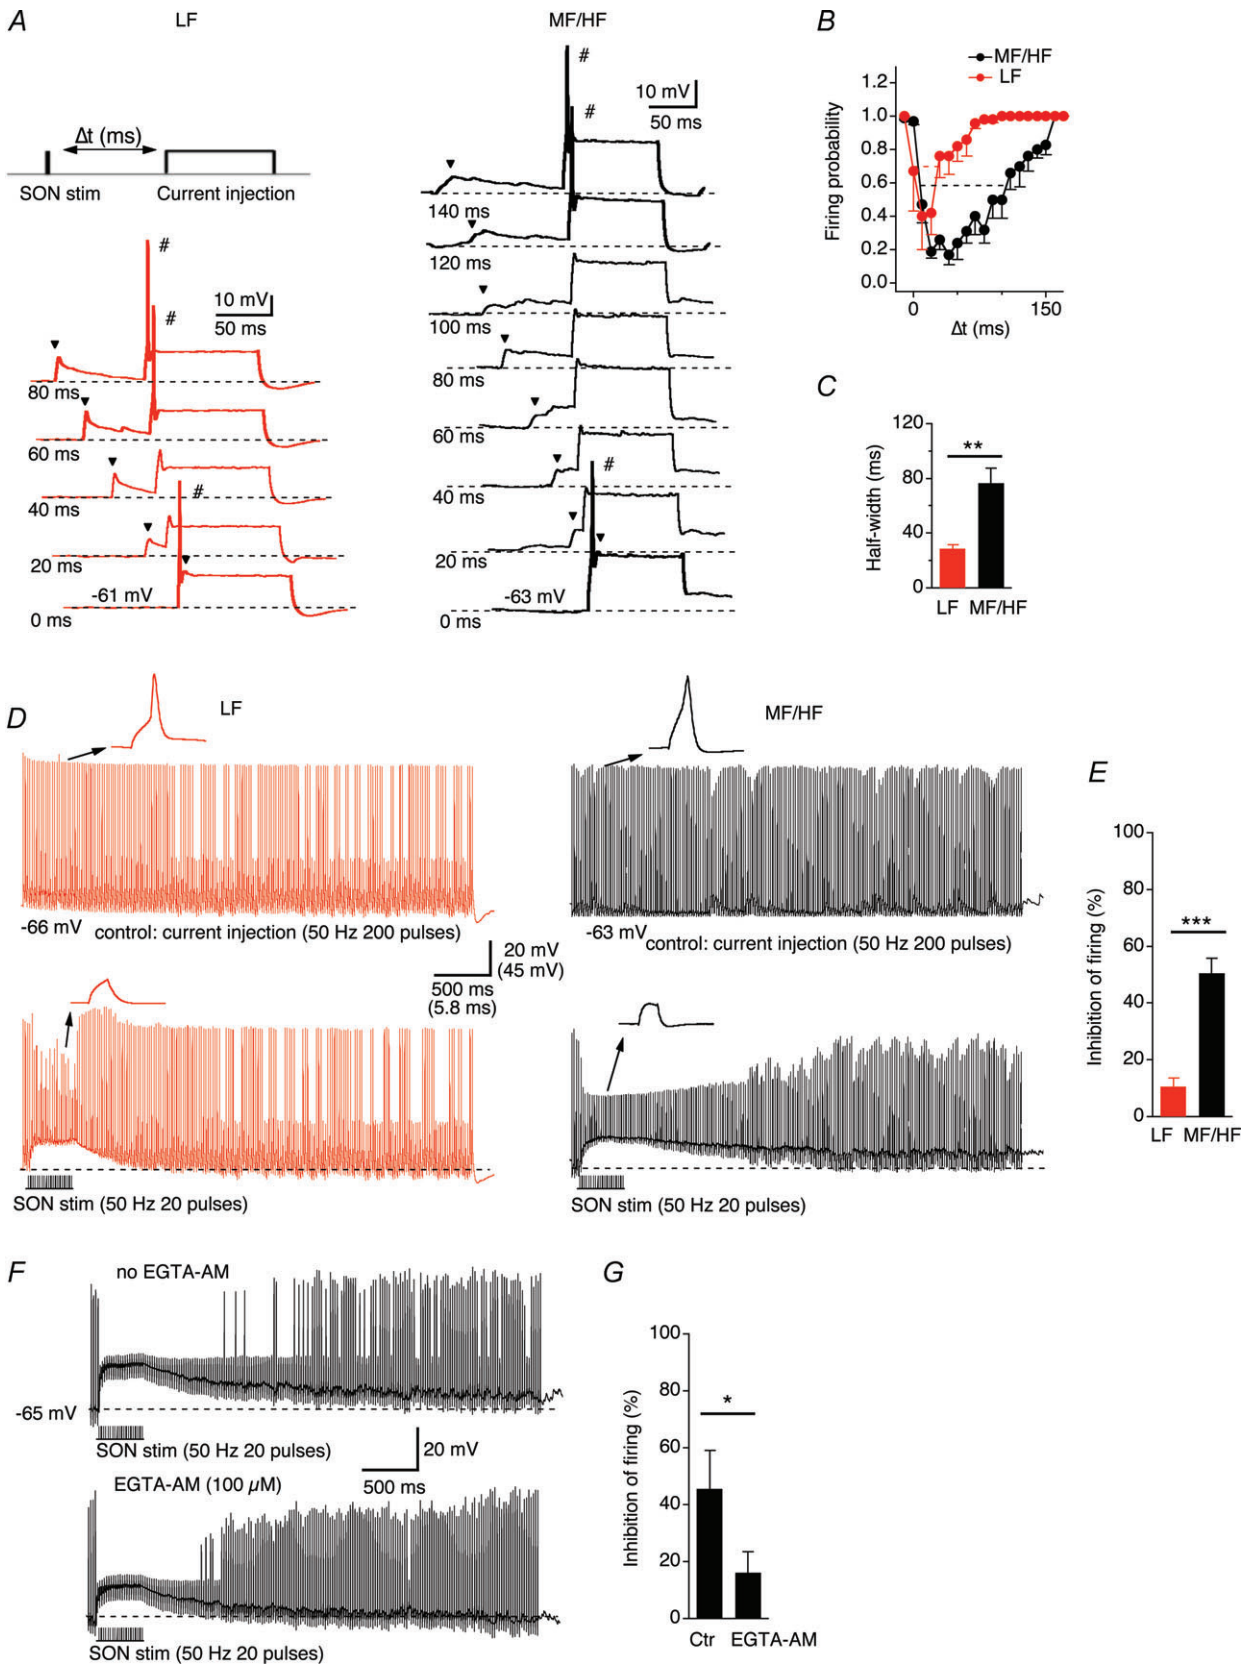 A
LF
MF/HF
Δt (ms)
SON stim
Current injection
#
#
10 mV
50 ms
80 ms
60 ms
40 ms
#
20 ms
-61 mV
0 ms
#
#
10 mV
50 ms
140 ms
120 ms
100 ms
80 ms
60 ms
40 ms
#
20 ms
-63 mV
0 ms
B
MF/HF
LF
Firing probability
1.2
1.0
0.8
0.6
0.4
0.2
0.0
0
150
Δt (ms)
C
Half-width (ms)
120
80
40
0
**
LF MF/HF
D
LF
MF/HF
-66 mV
control: current injection (50 Hz 200 pulses)
-63 mV
control: current injection (50 Hz 200 pulses)
20 mV
(45 mV)
500 ms
(5.8 ms)
SON stim (50 Hz 20 pulses)
SON stim (50 Hz 20 pulses)
E
Inhibition of firing (%)
100
80
60
40
20
0
***
LF MF/HF
F
no EGTA-AM
-65 mV
SON stim (50 Hz 20 pulses)
20 mV
500 ms
EGTA-AM (100 µM)
SON stim (50 Hz 20 pulses)
G
Inhibition of firing (%)
100
80
60
40
20
0
*
Ctr EGTA-AM